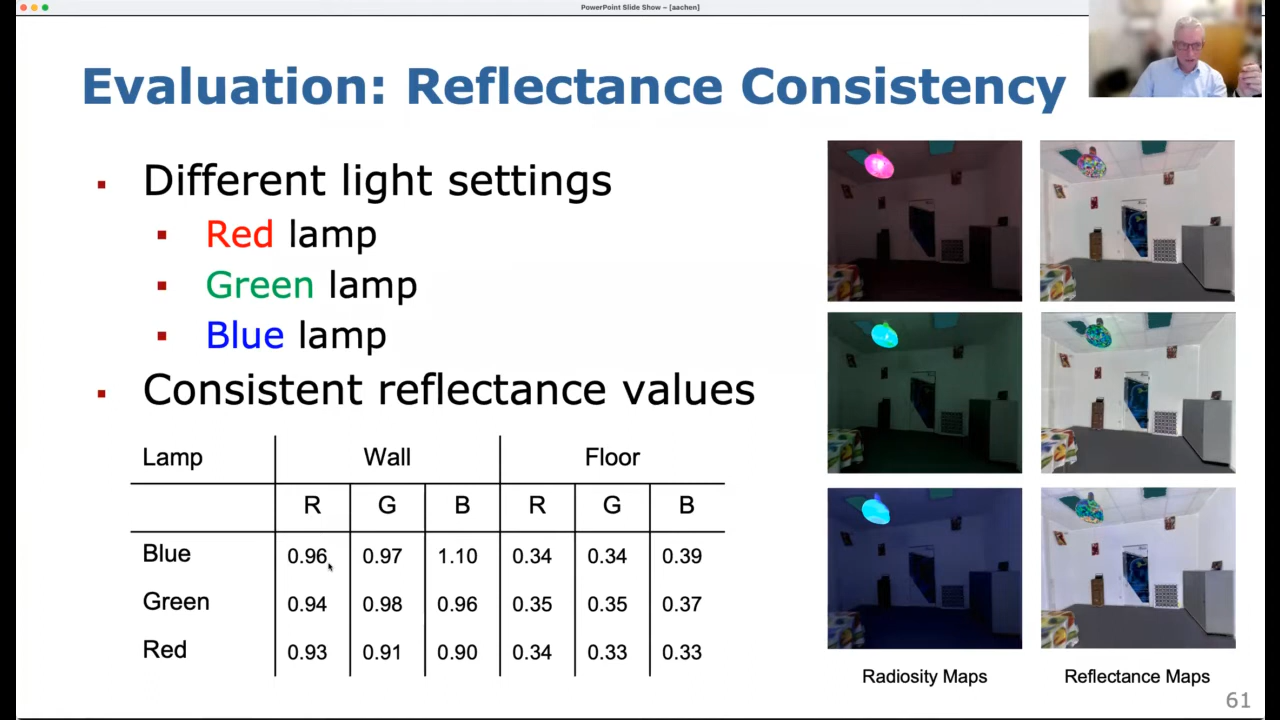 PowerPoint Slide Show – [aachen]
Evaluation: Reflectance Consistency
▪ Different light settings
▪ Red lamp
▪ Green lamp
▪ Blue lamp
▪ Consistent reflectance values
Lamp Wall Floor
R G B R G B
Blue 0.96 0.97 1.10 0.34 0.34 0.39
Green 0.94 0.98 0.96 0.35 0.35 0.37
Red 0.93 0.91 0.90 0.34 0.33 0.33
Radiosity Maps Reflectance Maps
61